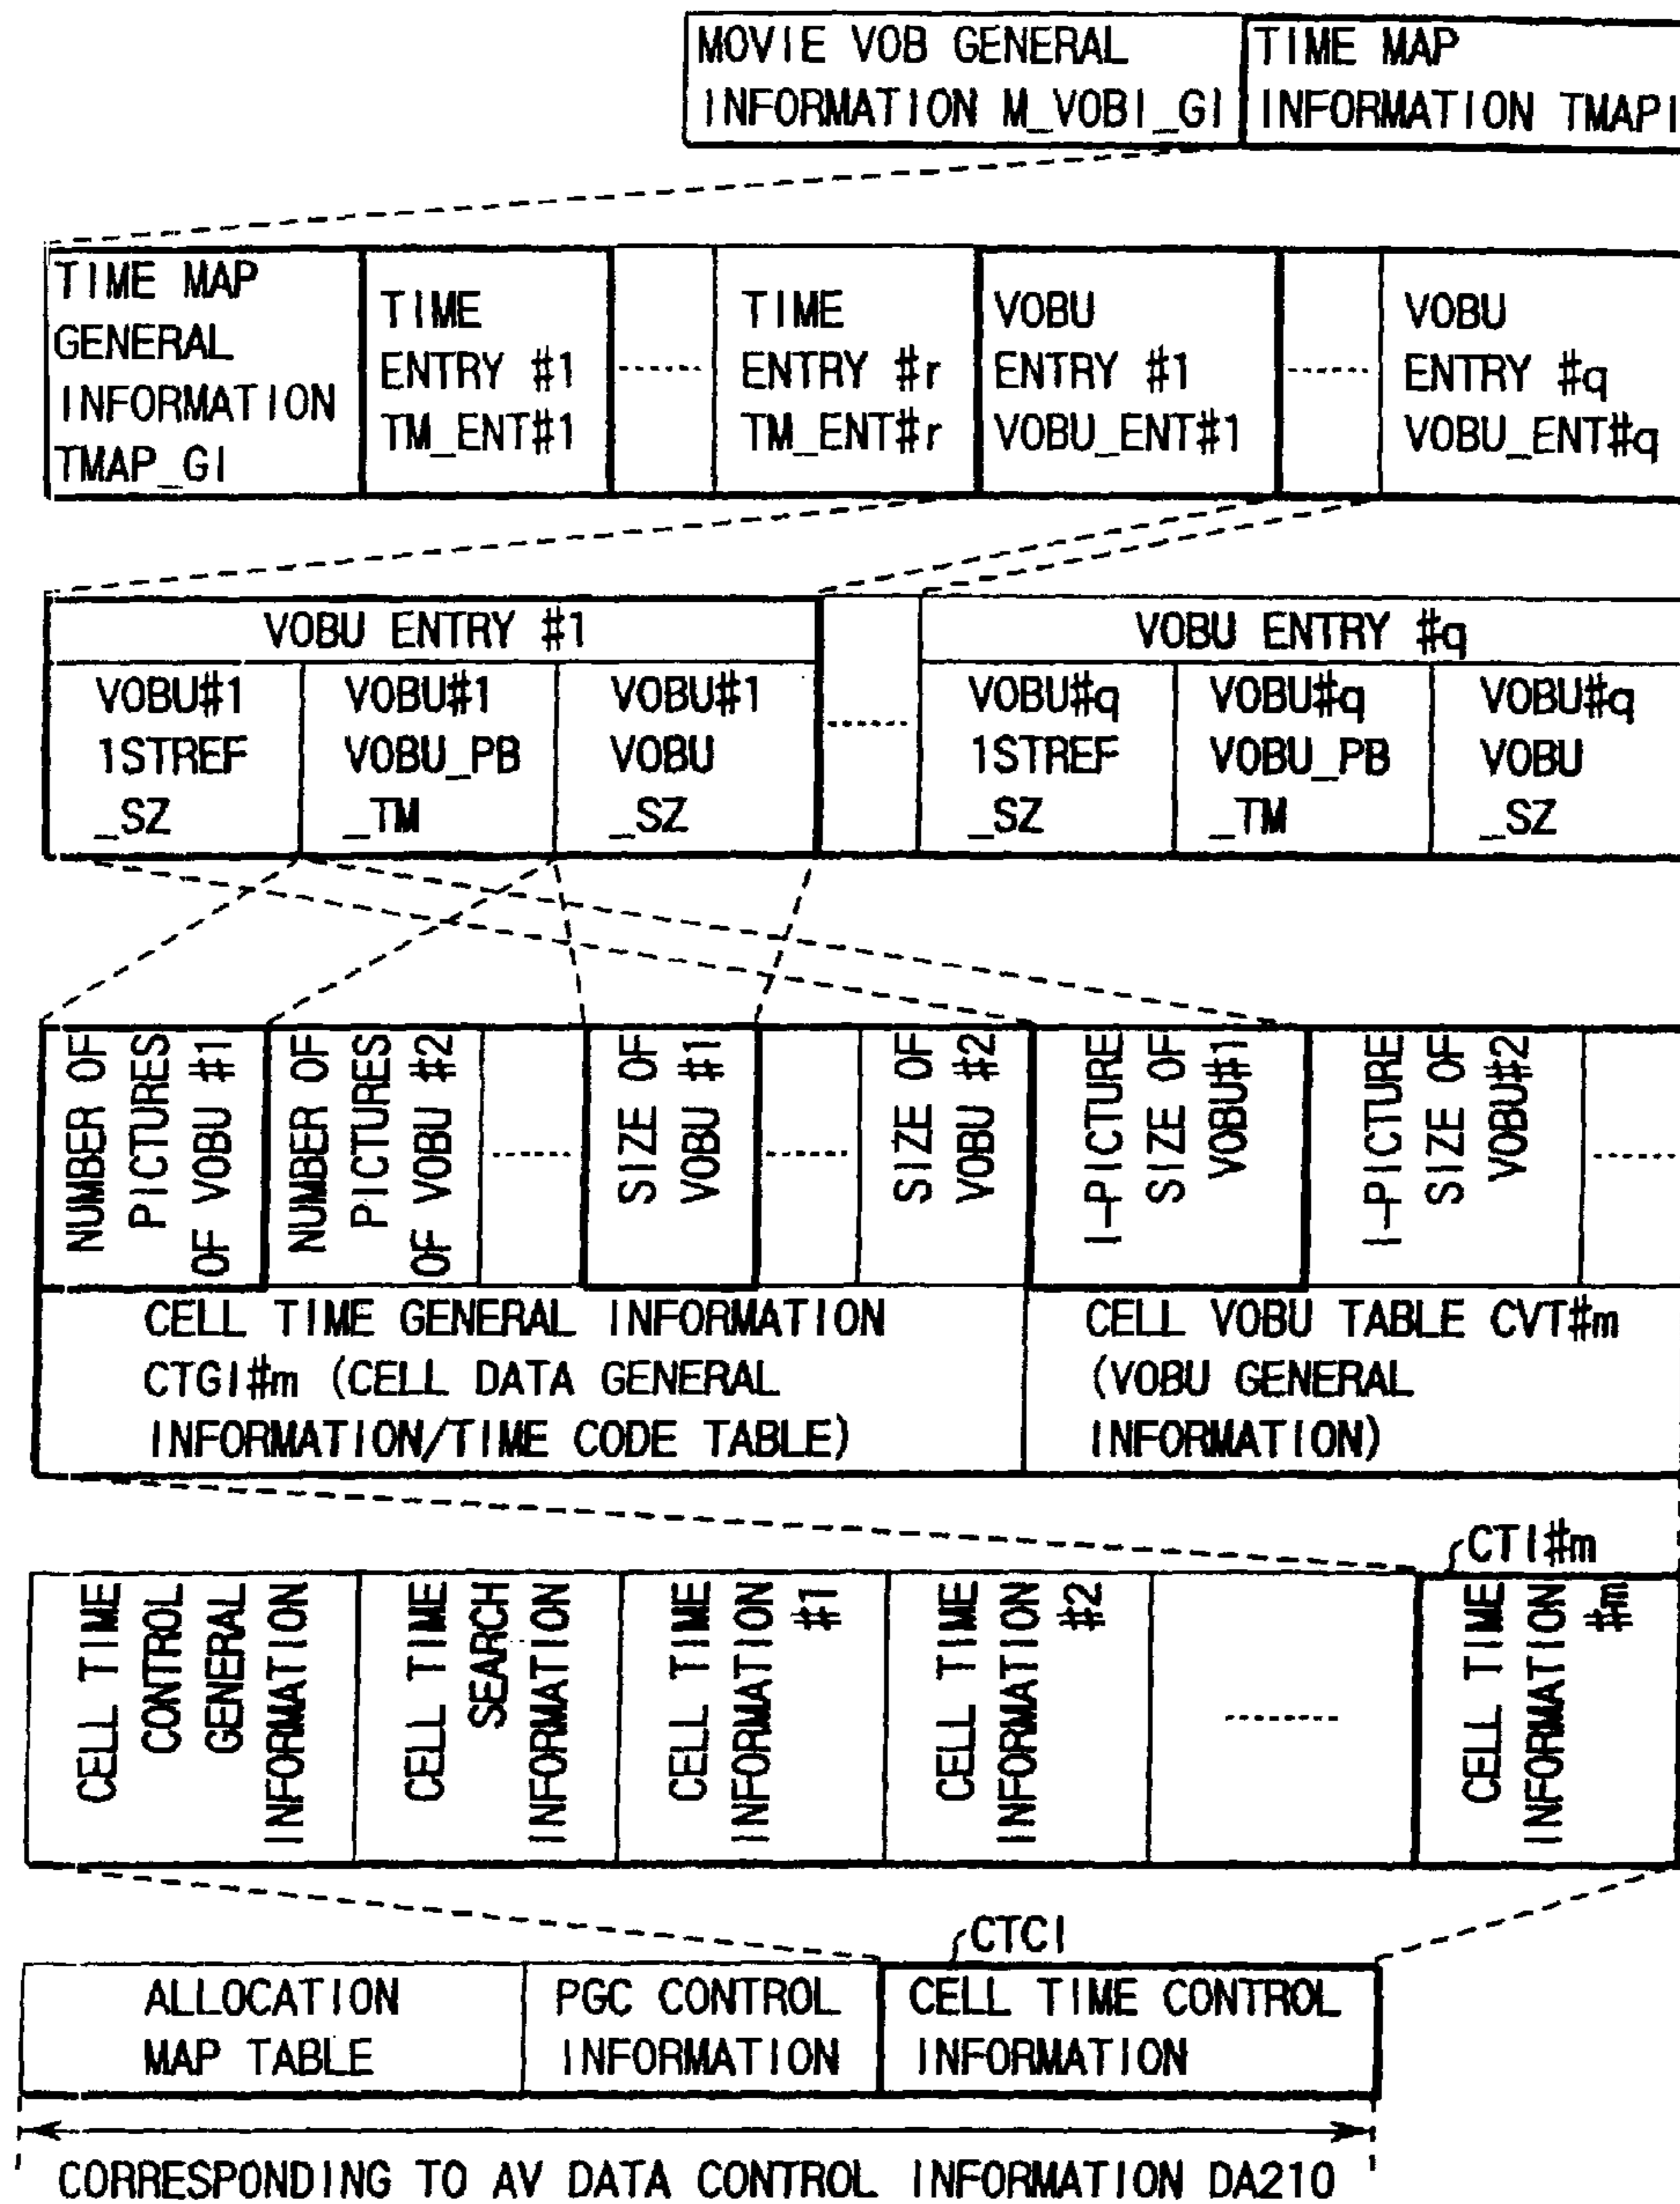 MOVIE VOB GENERAL
INFORMATION M_VOBI_GI
TIME MAP
INFORMATION TMAPI
TIME MAP
GENERAL
INFORMATION
TMAP_GI
TIME
ENTRY #1
TM_ENT#1
TIME
ENTRY #r
TM_ENT#r
VOBU
ENTRY #1
VOBU_ENT#1
VOBU
ENTRY #q
VOBU_ENT#q
VOBU ENTRY #1
VOBU ENTRY #q
VOBU#1
1STREF
_SZ
VOBU#1
VOBU_PB
_TM
VOBU#1
VOBU
_SZ
VOBU#q
1STREF
_SZ
VOBU#q
VOBU_PB
_TM
VOBU#q
VOBU
_SZ
NUMBER OF
PICTURES
OF VOBU #1
NUMBER OF
PICTURES
OF VOBU #2
SIZE OF
VOBU #1
SIZE OF
VOBU #2
I-PICTURE
SIZE OF
VOBU#1
I-PICTURE
SIZE OF
VOBU#2
CELL TIME GENERAL INFORMATION
CTGI#m (CELL DATA GENERAL
INFORMATION/TIME CODE TABLE)
CELL VOBU TABLE CVT#m
(VOBU GENERAL
INFORMATION)
CTI#m
CELL TIME
CONTROL
GENERAL
INFORMATION
CELL TIME
SEARCH
INFORMATION
CELL TIME
INFORMATION
#1
CELL TIME
INFORMATION
#2
CELL TIME
INFORMATION
#m
CTCI
ALLOCATION
MAP TABLE
PGC CONTROL
INFORMATION
CELL TIME CONTROL
INFORMATION
CORRESPONDING TO AV DATA CONTROL INFORMATION DA210